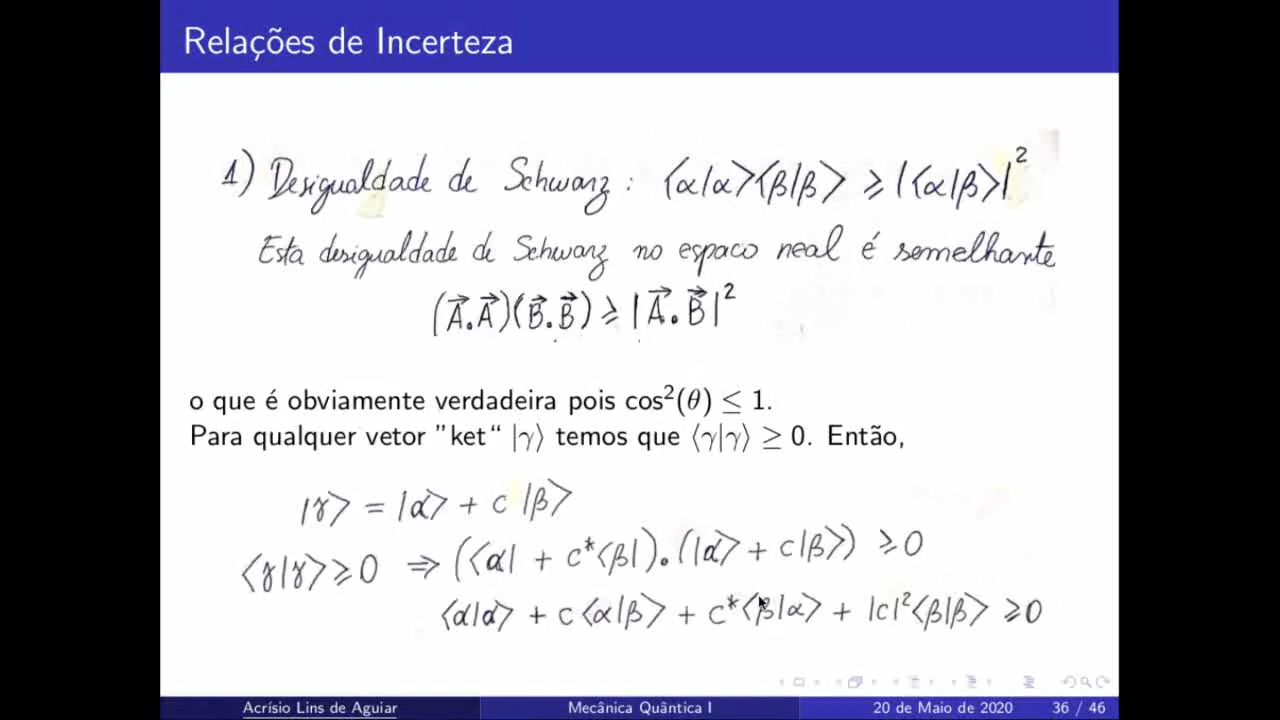 Relações de Incerteza
1) Desigualdade de Schwarz: ⟨α|α⟩⟨β|β⟩ ⩾ |⟨α|β⟩|²
Esta desigualdade de Schwarz no espaco real é semelhante
(A⃗.A⃗)(B⃗.B⃗) ⩾ |A⃗.B⃗|²
o que é obviamente verdadeira pois cos²(θ) ≤ 1.
Para qualquer vetor ”ket“ |γ⟩ temos que ⟨γ|γ⟩ ≥ 0. Então,
|γ⟩ = |α⟩ + c |β⟩
⟨γ|γ⟩ ⩾ 0 ⇒ (⟨α| + c*⟨β|).(|α⟩ + c|β⟩) ⩾ 0
⟨α|α⟩ + c⟨α|β⟩ + c*⟨β|α⟩ + |c|²⟨β|β⟩ ⩾ 0
Acrísio Lins de Aguiar Mecânica Quântica I 20 de Maio de 2020 36 / 46